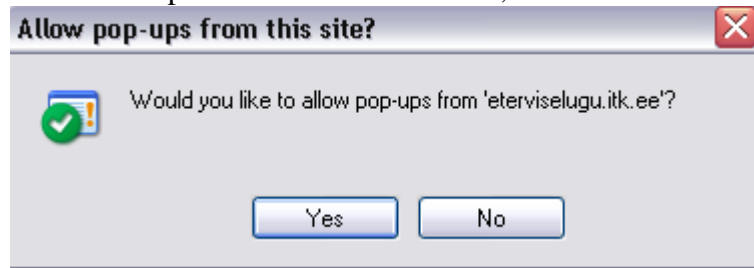 Allow pop-ups from this site?
Would you like to allow pop-ups from 'eterviselugu.itk.ee'?
Yes
No